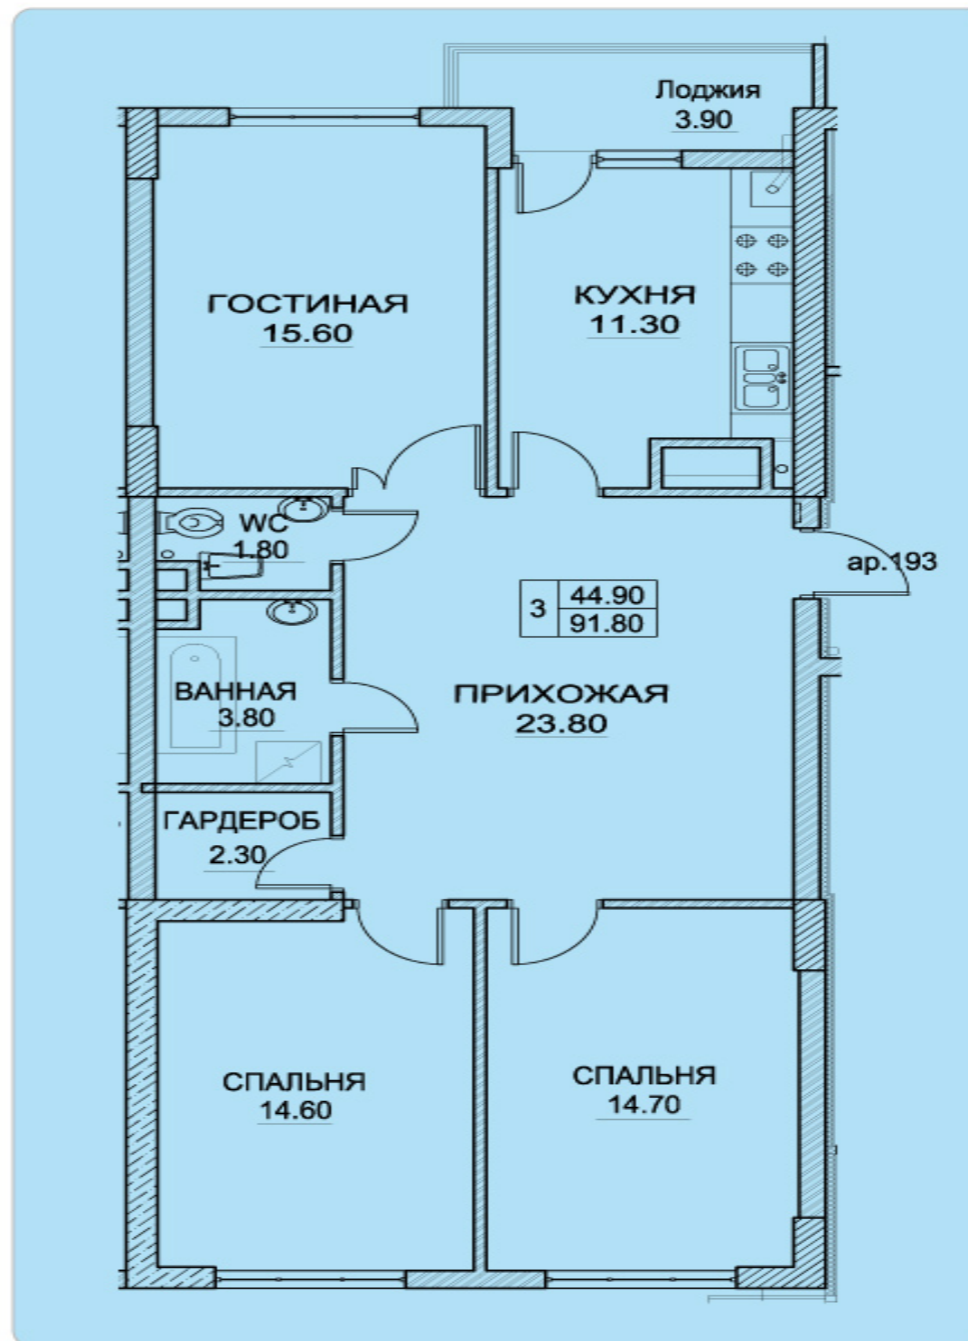 Лоджия
3.90
ГОСТИНАЯ
15.60
КУХНЯ
11.30
WC
1.80
ар.193
3
44.90
91.80
ВАННАЯ
3.80
ПРИХОЖАЯ
23.80
ГАРДЕРОБ
2.30
СПАЛЬНЯ
14.60
СПАЛЬНЯ
14.70